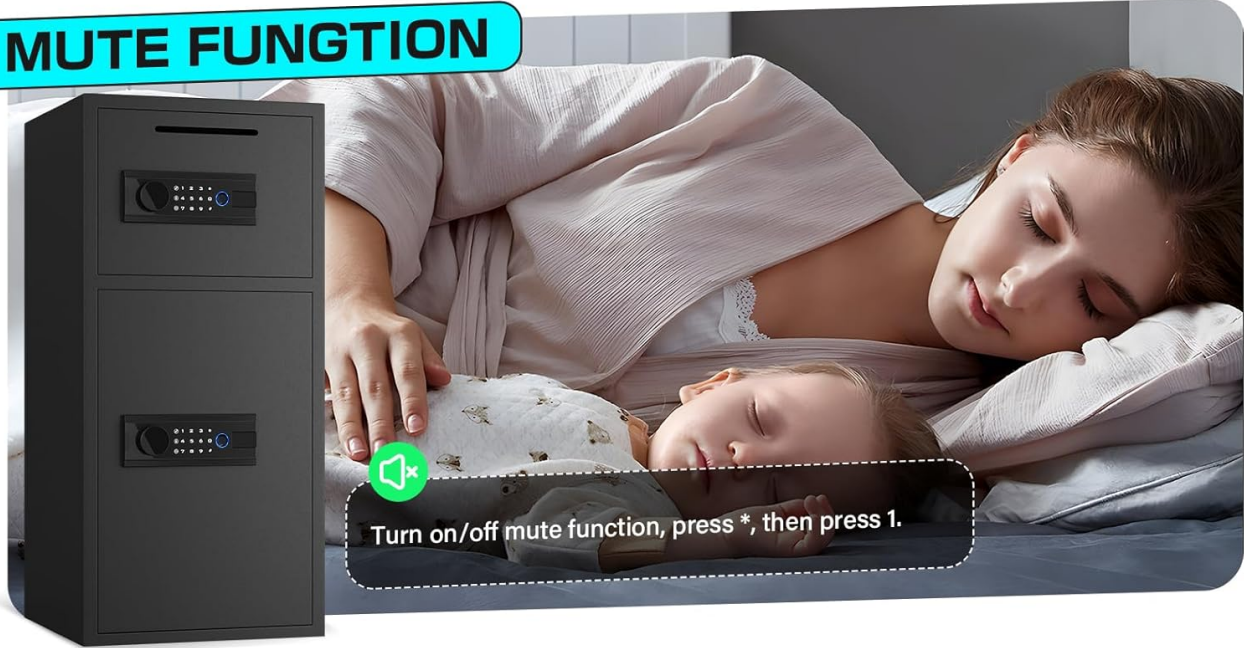 MUTE FUNGTION
Turn on/off mute function, press *, then press 1.